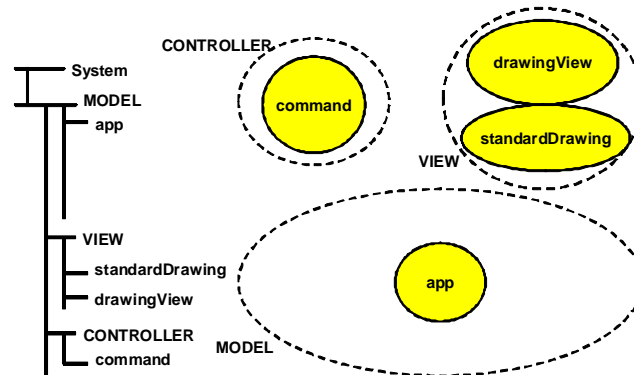 System
MODEL
app
VIEW
standardDrawing
drawingView
CONTROLLER
command
CONTROLLER
command
drawingView
standardDrawing
VIEW
app
MODEL